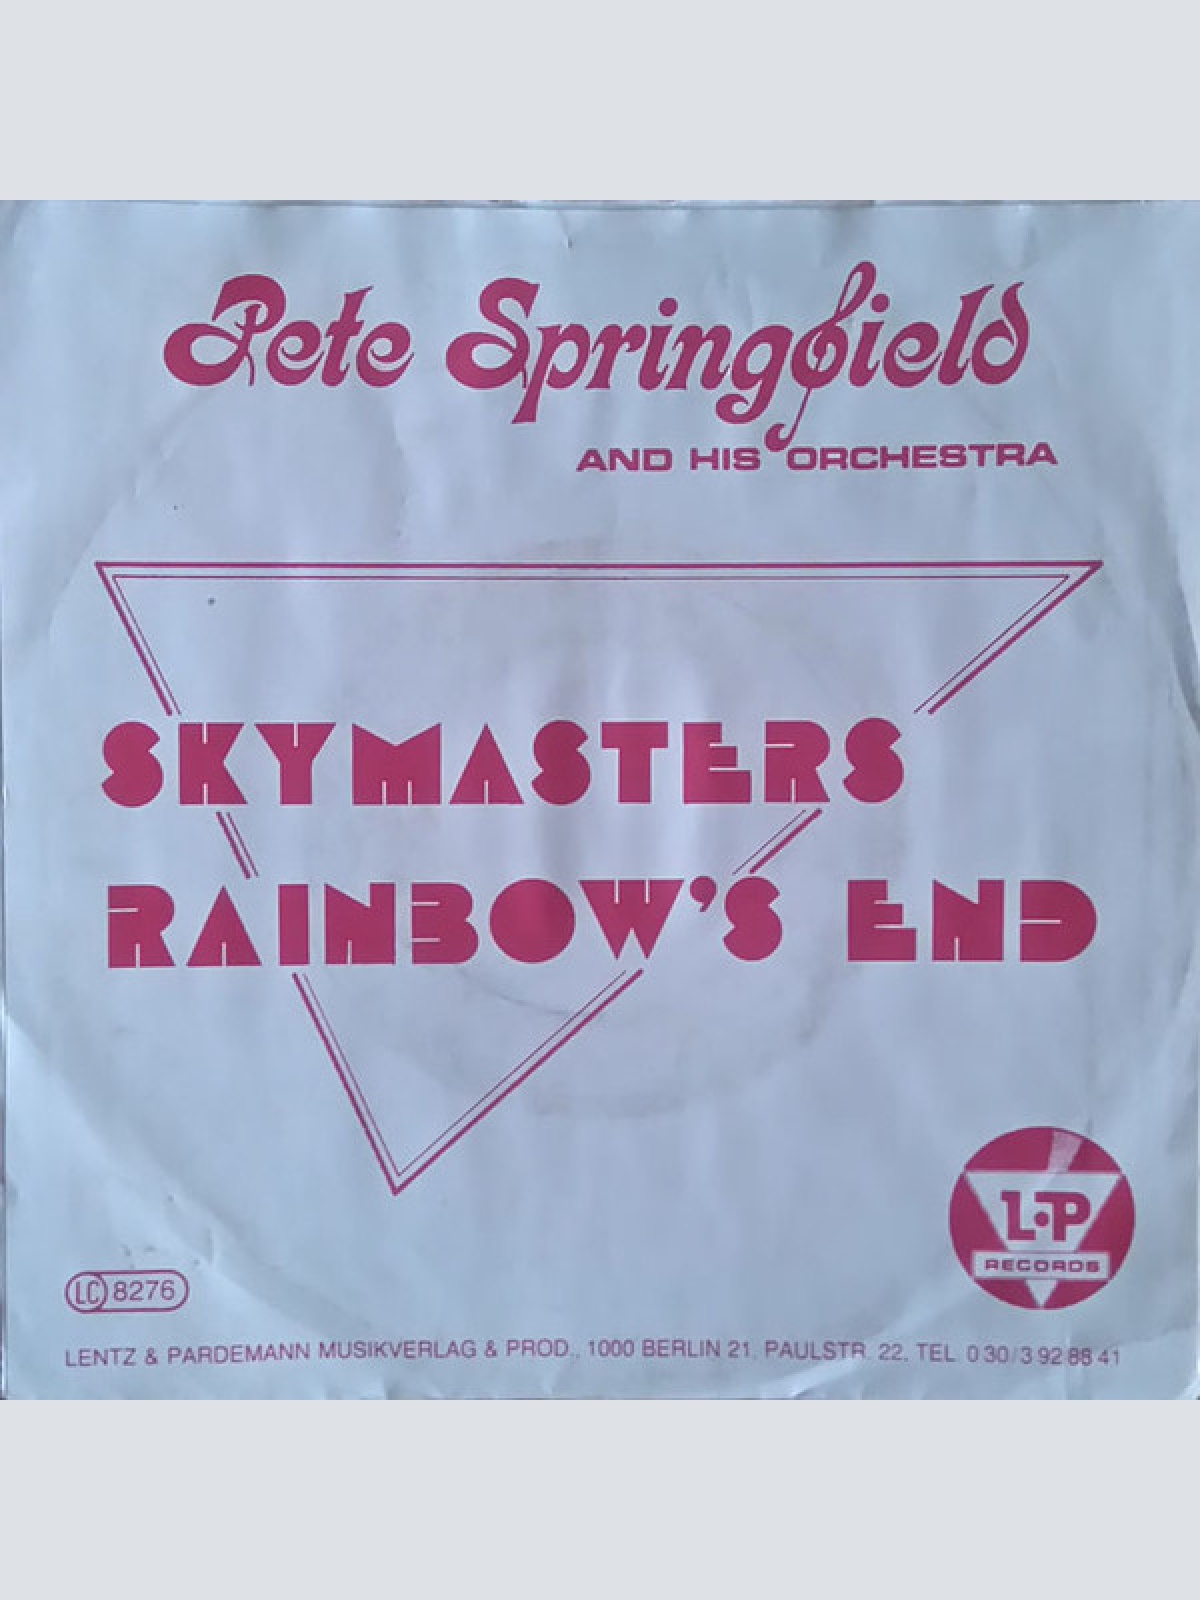 Pete Springfield
AND HIS ORCHESTRA
SKYMASTERS
RAINBOW'S END
L·P
RECORDS
LC 8276
LENTZ & PARDEMANN MUSIKVERLAG & PROD., 1000 BERLIN 21, PAULSTR. 22, TEL. 0 30/3 92 88 41